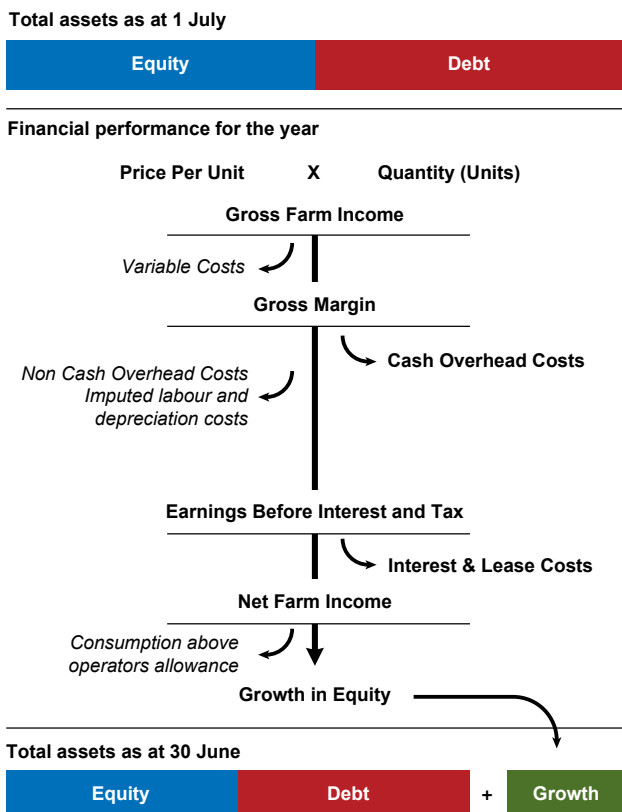 Total assets as at 1 July
Equity Debt
Financial performance for the year
Price Per Unit X Quantity (Units)
Gross Farm Income
Variable Costs
Gross Margin
Cash Overhead Costs
Non Cash Overhead Costs
Imputed labour and
depreciation costs
Earnings Before Interest and Tax
Interest & Lease Costs
Net Farm Income
Consumption above
operators allowance
Growth in Equity
Total assets as at 30 June
Equity Debt + Growth